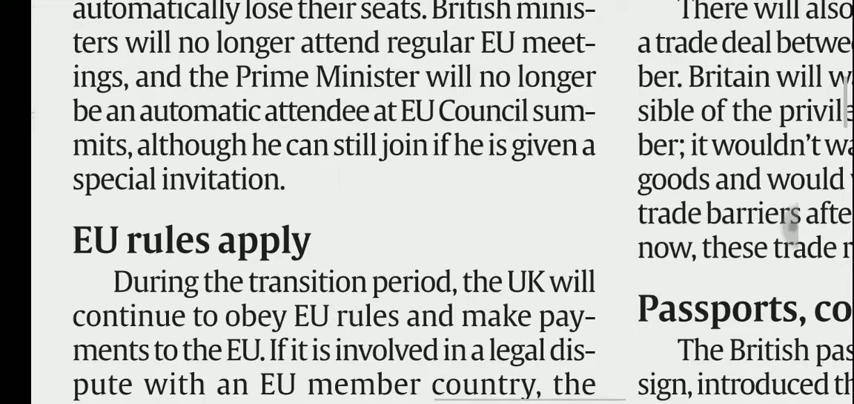 automatically lose their seats. British minis-
ters will no longer attend regular EU meet-
ings, and the Prime Minister will no longer
be an automatic attendee at EU Council sum-
mits, although he can still join if he is given a
special invitation.
EU rules apply
During the transition period, the UK will
continue to obey EU rules and make pay-
ments to the EU. If it is involved in a legal dis-
pute with an EU member country, the
There will also
a trade deal
ber. Britain will
sible of the
ber; it wouldn't
goods and would
trade barriers
now, these trade
Passports,
The British
sign, introduced